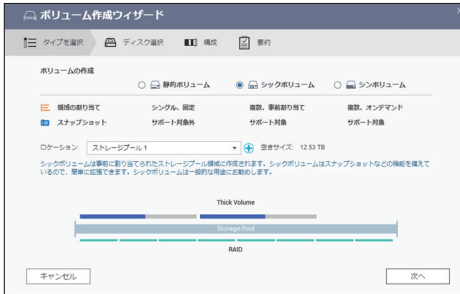 ボリューム作成ウィザード
タイプを選択 ディスク選択 構成 要約
ボリュームの作成
静的ボリューム シックボリューム シンボリューム
領域の割り当て シングル、固定 複数、事前割り当て 複数、オンデマンド
スナップショット サポート対象外 サポート対象 サポート対象
ロケーション: ストレージプール 1 空きサイズ: 12.53 TB
シックボリュームは事前に割り当てられたストレージプール領域に作成されます。シックボリュームはスナップショットなどの機能を備えて
いるので、簡単に拡張できます。シックボリュームは一般的な用途にお勧めします。
Thick Volume
Storage Pool
RAID
キャンセル 次へ